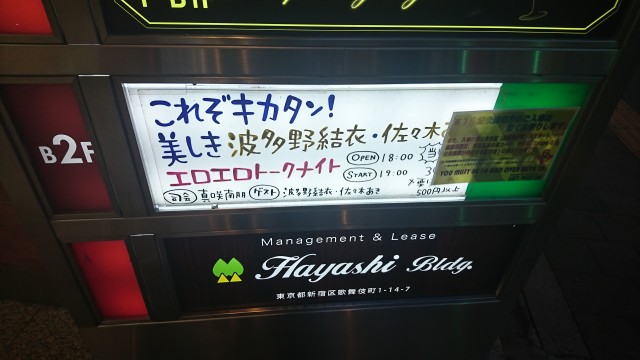 B2F
これぞキカタン!
美しき 波多野結衣・佐々木あ
エロエロトークナイト
OPEN 18:00
START 19:00
司会 真咲南朋 ゲスト 波多野結衣・佐々木あき
500円以上
Management & Lease
Hayashi Bldg.
東京都新宿区歌舞伎町1-14-7